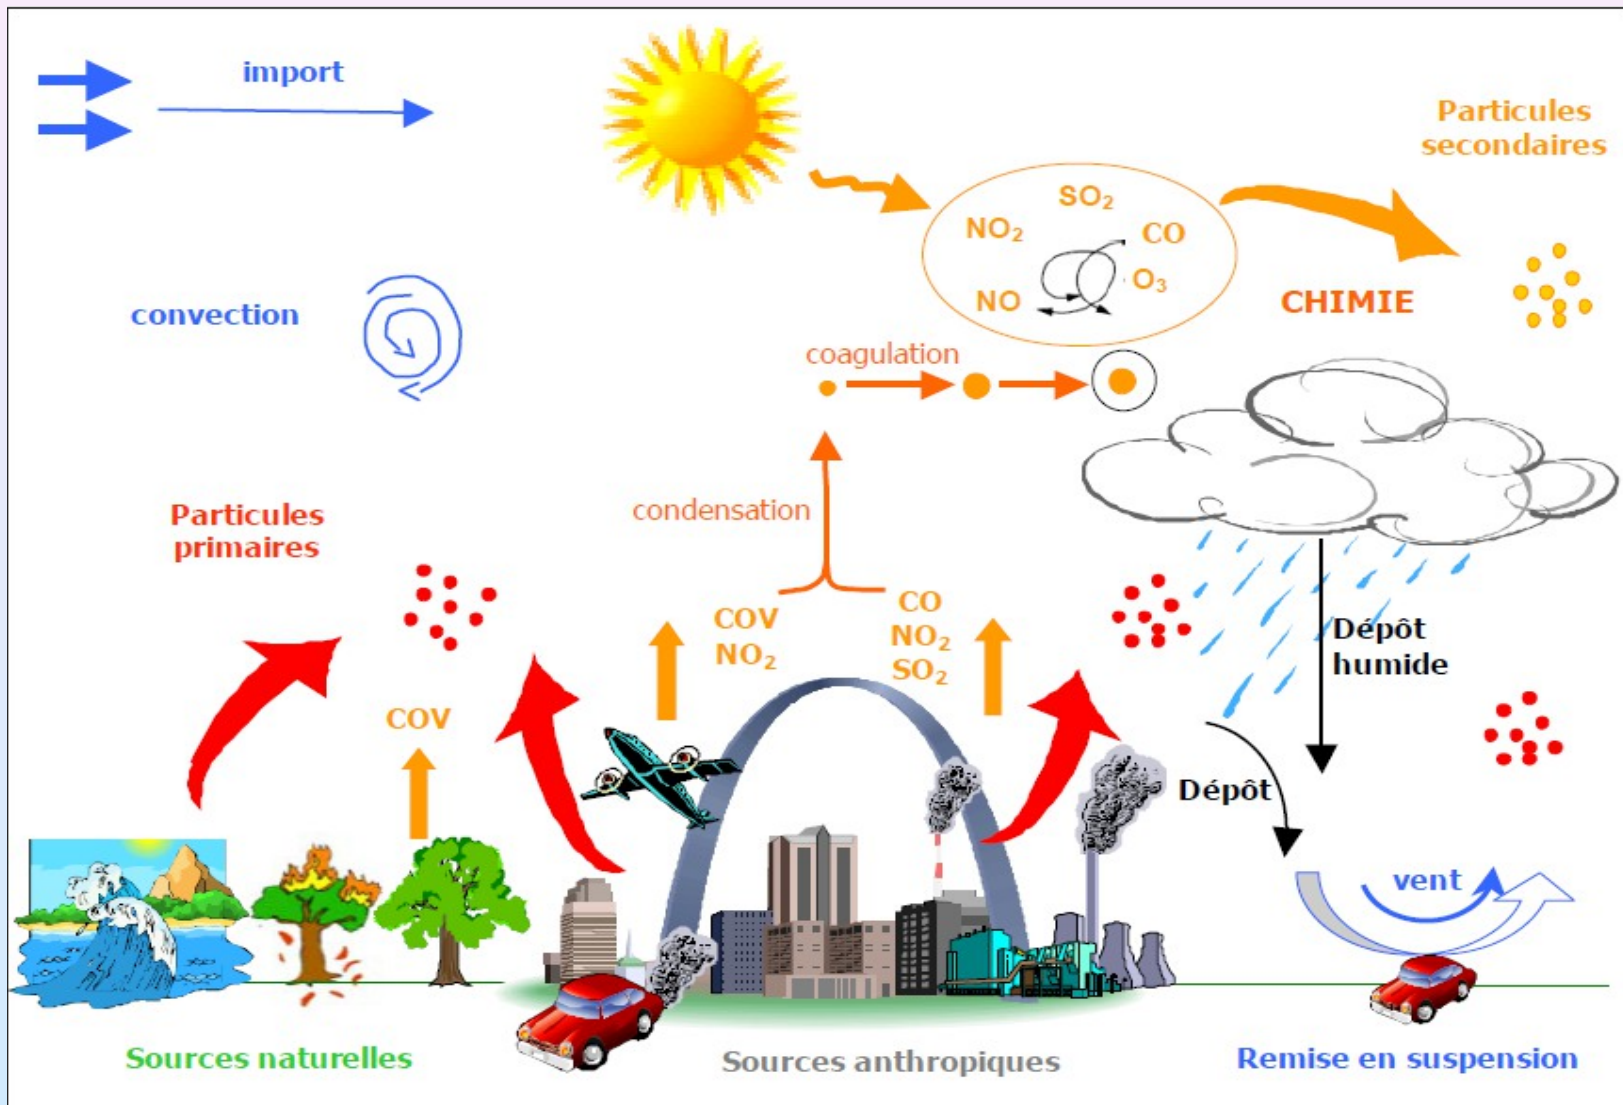 import
Particules
secondaires
SO₂
NO₂
CO
O₃
NO
CHIMIE
convection
coagulation
condensation
Particules
primaires
COV
NO₂
CO
NO₂
SO₂
Dépôt
humide
COV
Dépôt
vent
Sources naturelles
Sources anthropiques
Remise en suspension